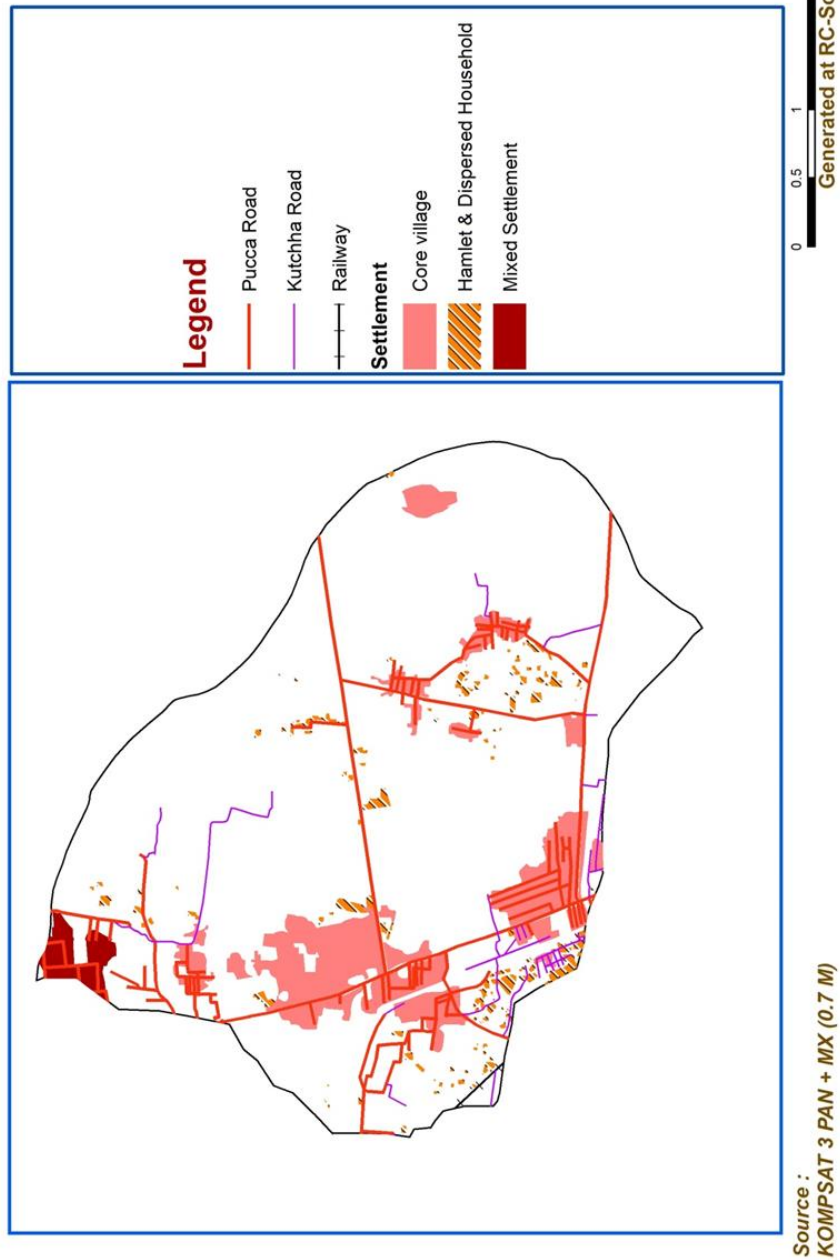 Legend
Pucca Road
Kutchha Road
Railway
Settlement
Core village
Hamlet & Dispersed Household
Mixed Settlement
Source :
KOMPSAT 3 PAN + MX (0.7 M)
0 0.5 1
Generated at RC-So